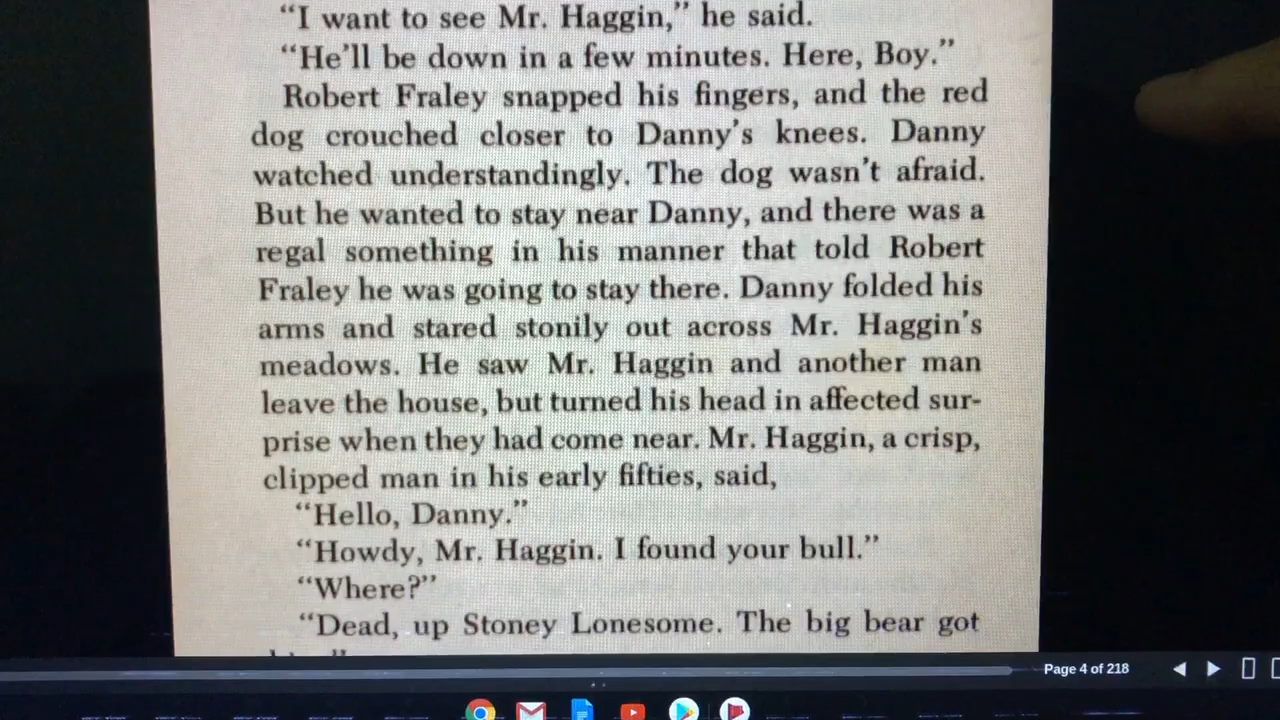 “I want to see Mr. Haggin,” he said.
“He’ll be down in a few minutes. Here, Boy.”
Robert Fraley snapped his fingers, and the red
dog crouched closer to Danny’s knees. Danny
watched understandingly. The dog wasn’t afraid.
But he wanted to stay near Danny, and there was a
regal something in his manner that told Robert
Fraley he was going to stay there. Danny folded his
arms and stared stonily out across Mr. Haggin’s
meadows. He saw Mr. Haggin and another man
leave the house, but turned his head in affected sur-
prise when they had come near. Mr. Haggin, a crisp,
clipped man in his early fifties, said,
“Hello, Danny.”
“Howdy, Mr. Haggin. I found your bull.”
“Where?”
“Dead, up Stoney Lonesome. The big bear got
Page 4 of 218